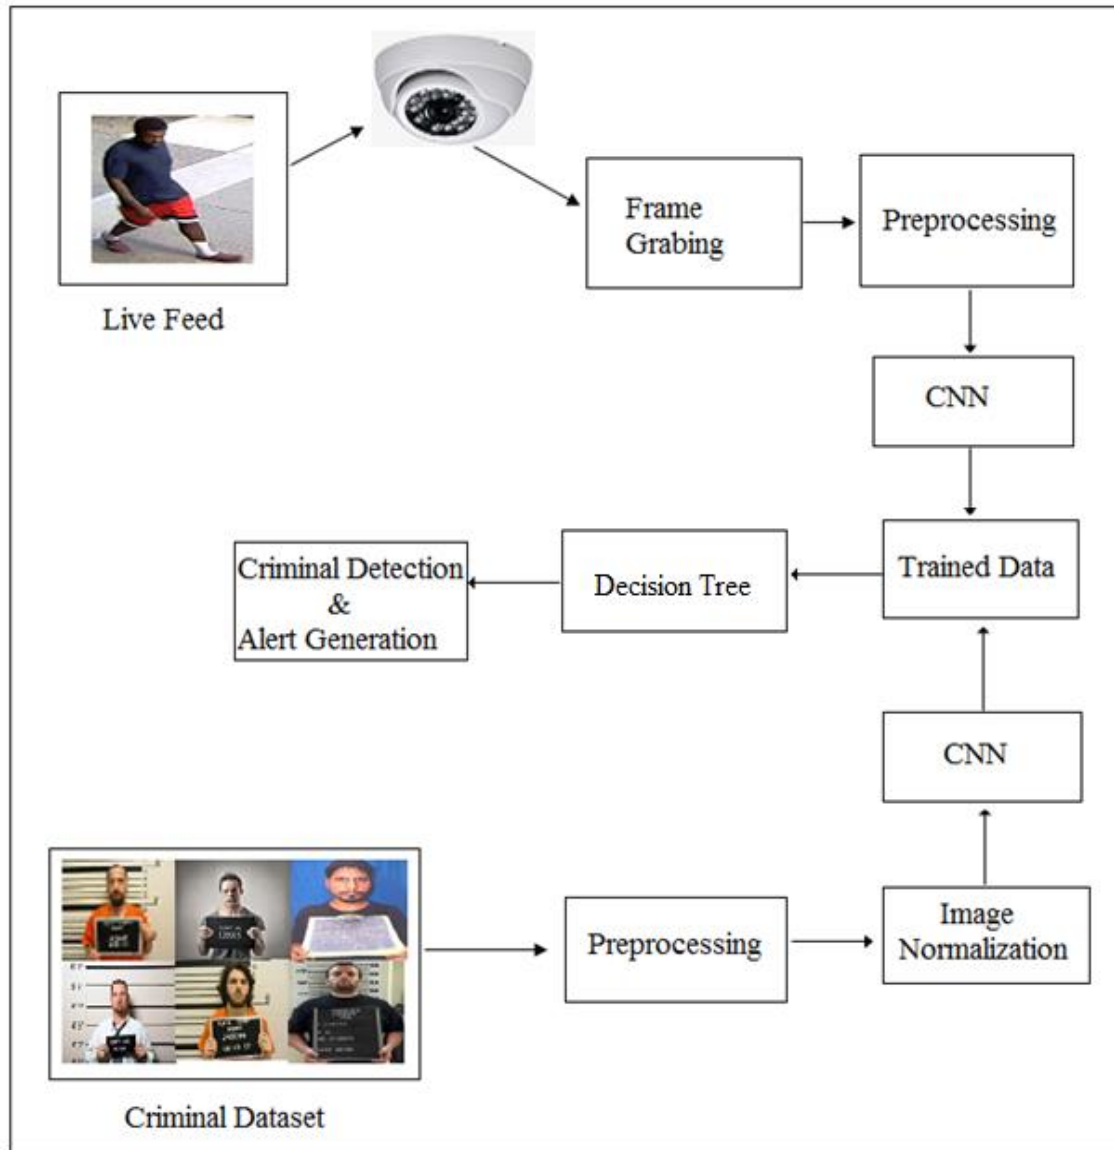 Live Feed
Frame
Grabing
Preprocessing
CNN
Trained Data
Decision Tree
Criminal Detection
&
Alert Generation
CNN
Image
Normalization
Preprocessing
Criminal Dataset